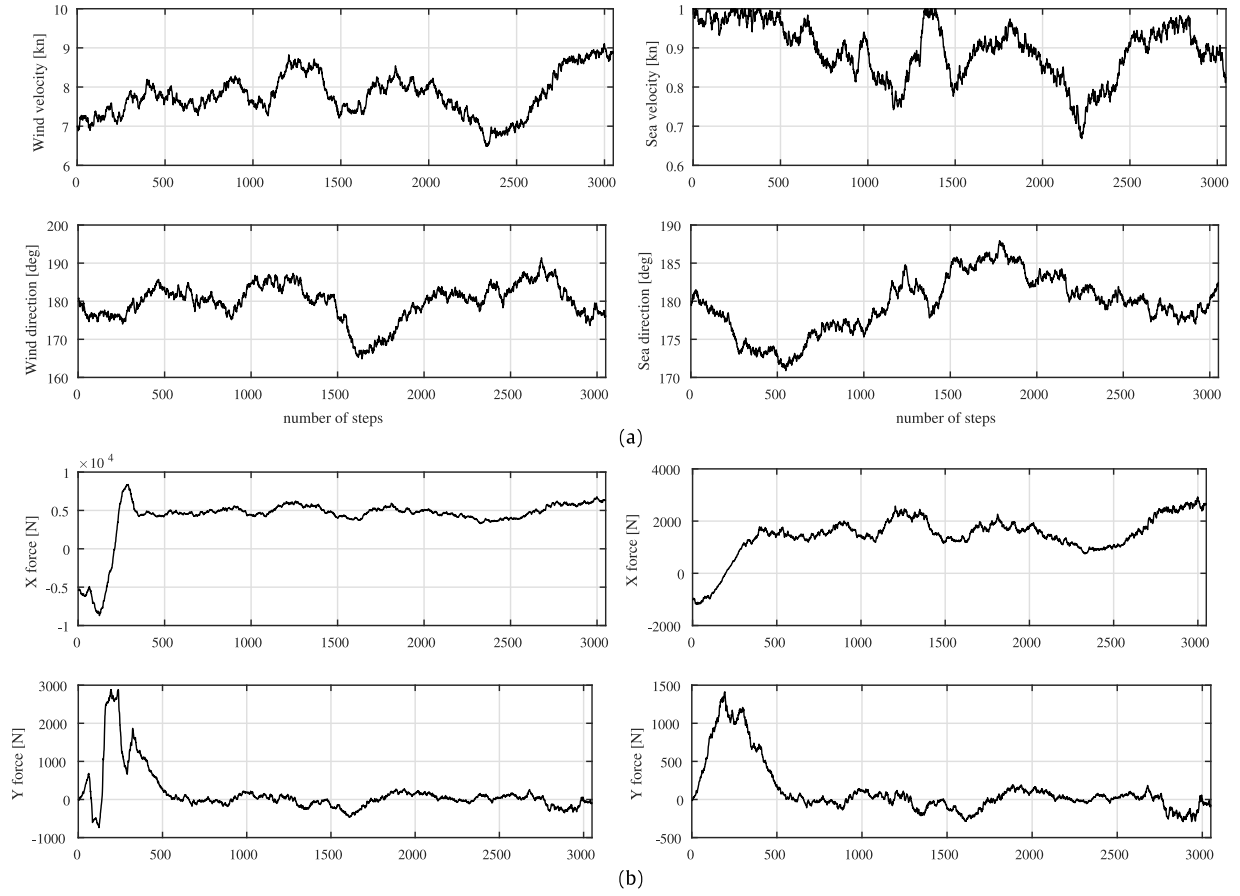 Wind velocity [kn]
10
9
8
7
6
0 500 1000 1500 2000 2500 3000
Sea velocity [kn]
1
0.9
0.8
0.7
0.6
0 500 1000 1500 2000 2500 3000
Wind direction [deg]
200
190
180
170
160
0 500 1000 1500 2000 2500 3000
number of steps
Sea direction [deg]
190
185
180
175
170
0 500 1000 1500 2000 2500 3000
number of steps
(a)
X force [N]
×10 4
1
0.5
0
-0.5
-1
0 500 1000 1500 2000 2500 3000
X force [N]
4000
2000
0
-2000
0 500 1000 1500 2000 2500 3000
Y force [N]
3000
2000
1000
0
-1000
0 500 1000 1500 2000 2500 3000
Y force [N]
1500
1000
500
0
-500
0 500 1000 1500 2000 2500 3000
(b)